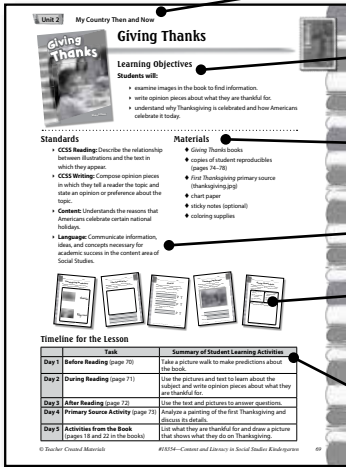 Unit 2 My Country Then and Now
Giving
Thanks
Giving Thanks
Learning Objectives
Students will:
examine images in the book to find information.
write opinion pieces about what they are thankful for.
understand why Thanksgiving is celebrated and how Americans
celebrate it today.
Standards
CCSS Reading: Describe the relationship
between illustrations and the text in
which they appear.
CCSS Writing: Compose opinion
pieces in which they tell a reader the topic and
state an opinion or preference about the
topic.
Content: Understands the reasons that
Americans celebrate certain national
holidays.
Language: Communicate information,
ideas, and concepts necessary for
academic success in the content area of
Social Studies.
Materials
Giving Thanks books
copies of student reproducibles
(pages 74–78)
First Thanksgiving primary source
(thanksgiving.jpg)
chart paper
sticky notes (optional)
coloring supplies
Timeline for the Lesson
Task Summary of Student Learning Activities
Day 1 Before Reading (page 70) Take a picture walk to make predictions about
the book.
Day 2 During Reading (page 71) Use the pictures and text to learn about the
subject and write opinion pieces about what they
are thankful for.
Day 3 After Reading (page 72) Use the text and pictures to answer questions.
Day 4 Primary Source Activity (page 73) Analyze a painting of the first Thanksgiving and
discuss its details.
Day 5 Activities from the Book
(pages 18 and 22 in the books) List what they are thankful for and draw a picture
that shows what they do on Thanksgiving.
© Teacher Created Materials #18334—Content and Literacy in Social Studies Kindergarten 69